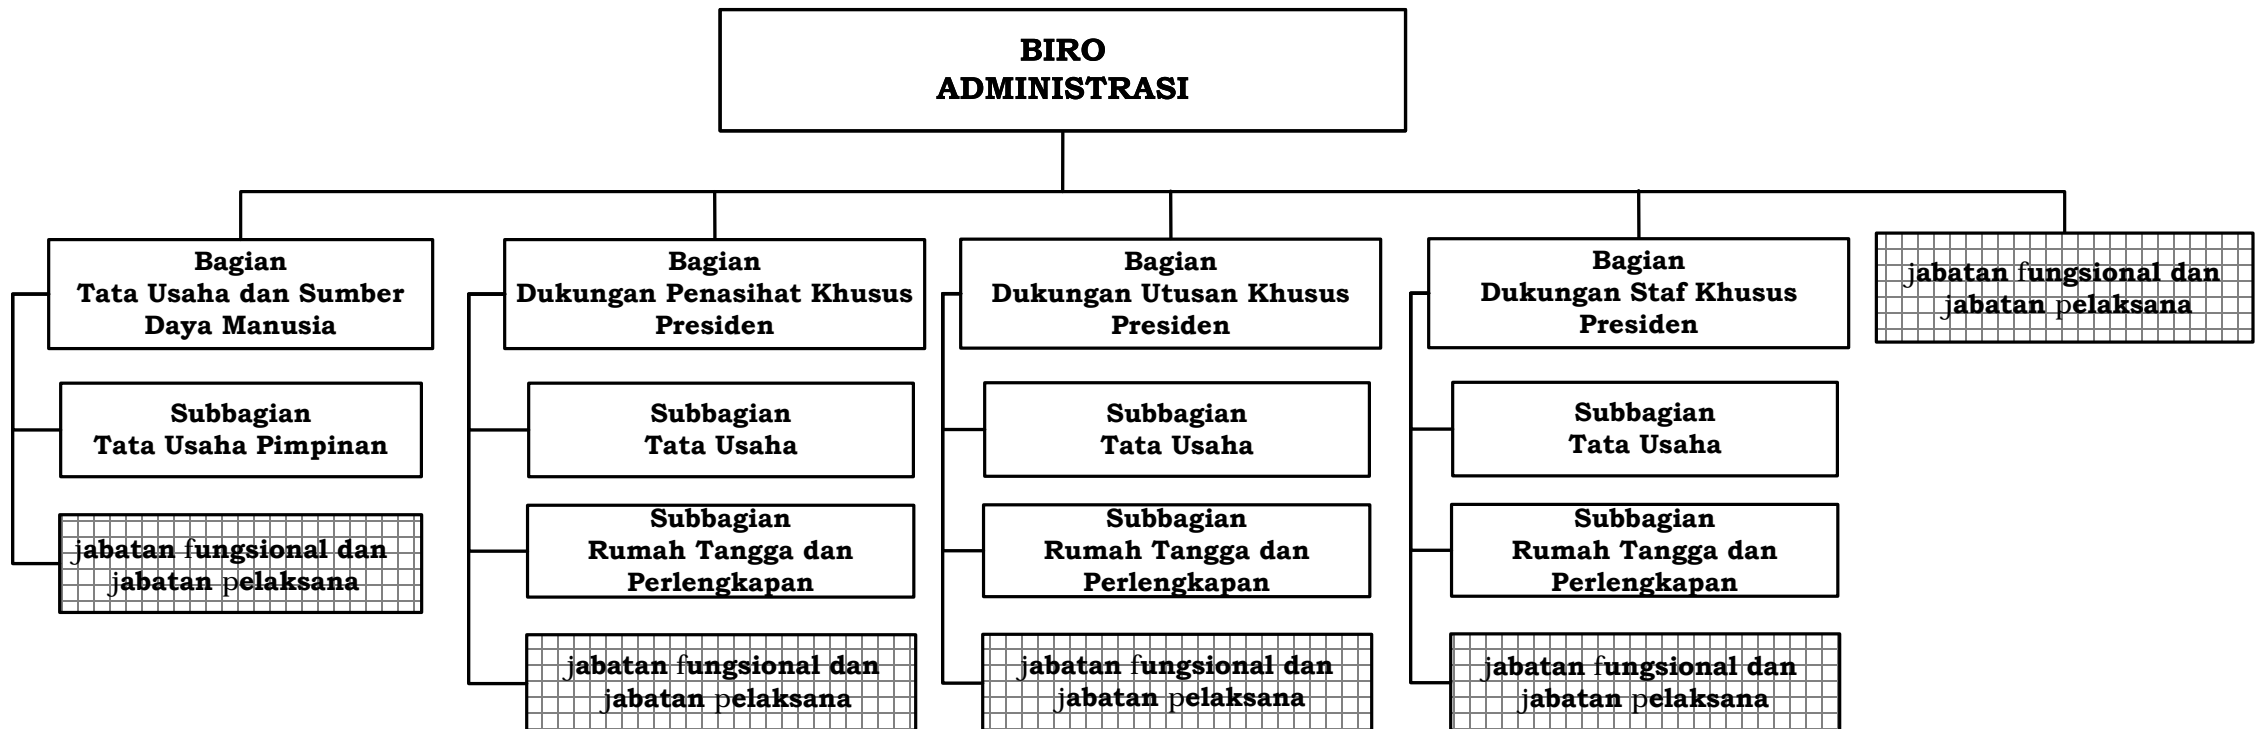 BIRO
ADMINISTRASI
Bagian
Tata Usaha dan Sumber
Daya Manusia
Subbagian
Tata Usaha Pimpinan
jabatan fungsional dan
jabatan pelaksana
Bagian
Dukungan Penasihat Khusus
Presiden
Subbagian
Tata Usaha
Subbagian
Rumah Tangga dan
Perlengkapan
jabatan fungsional dan
jabatan pelaksana
Bagian
Dukungan Utusan Khusus
Presiden
Subbagian
Tata Usaha
Subbagian
Rumah Tangga dan
Perlengkapan
jabatan fungsional dan
jabatan pelaksana
Bagian
Dukungan Staf Khusus
Presiden
Subbagian
Tata Usaha
Subbagian
Rumah Tangga dan
Perlengkapan
jabatan fungsional dan
jabatan pelaksana
jabatan fungsional dan
jabatan pelaksana